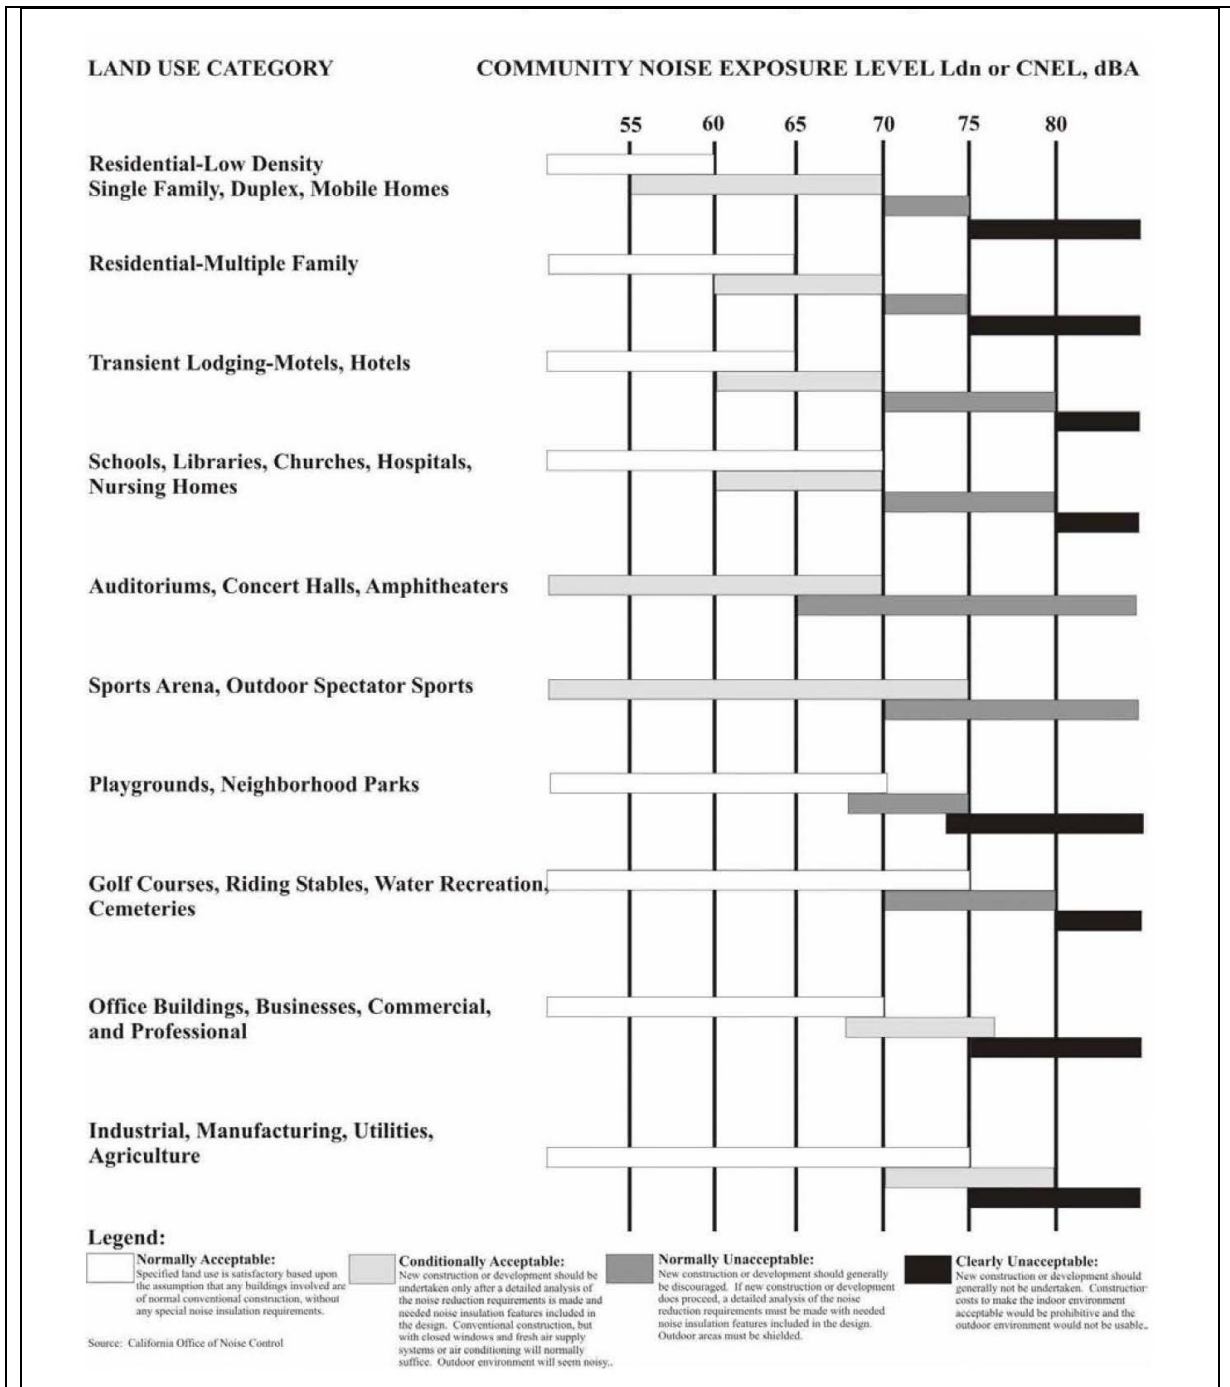 LAND USE CATEGORY
COMMUNITY NOISE EXPOSURE LEVEL Ldn or CNEL, dBA
55 60 65 70 75 80
Residential-Low Density
Single Family, Duplex, Mobile Homes
Residential-Multiple Family
Transient Lodging-Motels, Hotels
Schools, Libraries, Churches, Hospitals,
Nursing Homes
Auditoriums, Concert Halls, Amphitheaters
Sports Arena, Outdoor Spectator Sports
Playgrounds, Neighborhood Parks
Golf Courses, Riding Stables, Water Recreation,
Cemeteries
Office Buildings, Businesses, Commercial,
and Professional
Industrial, Manufacturing, Utilities,
Agriculture
Legend:
Normally Acceptable:
Specified land use is satisfactory based upon
the assumption that any buildings involved are
of normal conventional construction, without
any special noise insulation requirements.
Conditionally Acceptable:
New construction or development should be
undertaken only after a detailed analysis of
the noise reduction requirements is made and
needed noise insulation features included in
the design. Conventional construction, but
with closed windows and fresh air supply
systems or air conditioning will normally
suffice. Outdoor environment will seem noisy..
Normally Unacceptable:
New construction or development should generally
be discouraged. If new construction or development
does proceed, a detailed analysis of the noise
reduction requirements must be made with needed
noise insulation features included in the design.
Outdoor areas must be shielded.
Clearly Unacceptable:
New construction or development should
generally not be undertaken. Construction
costs to make the indoor environment
acceptable would be prohibitive and the
outdoor environment would not be usable..
Source: California Office of Noise Control